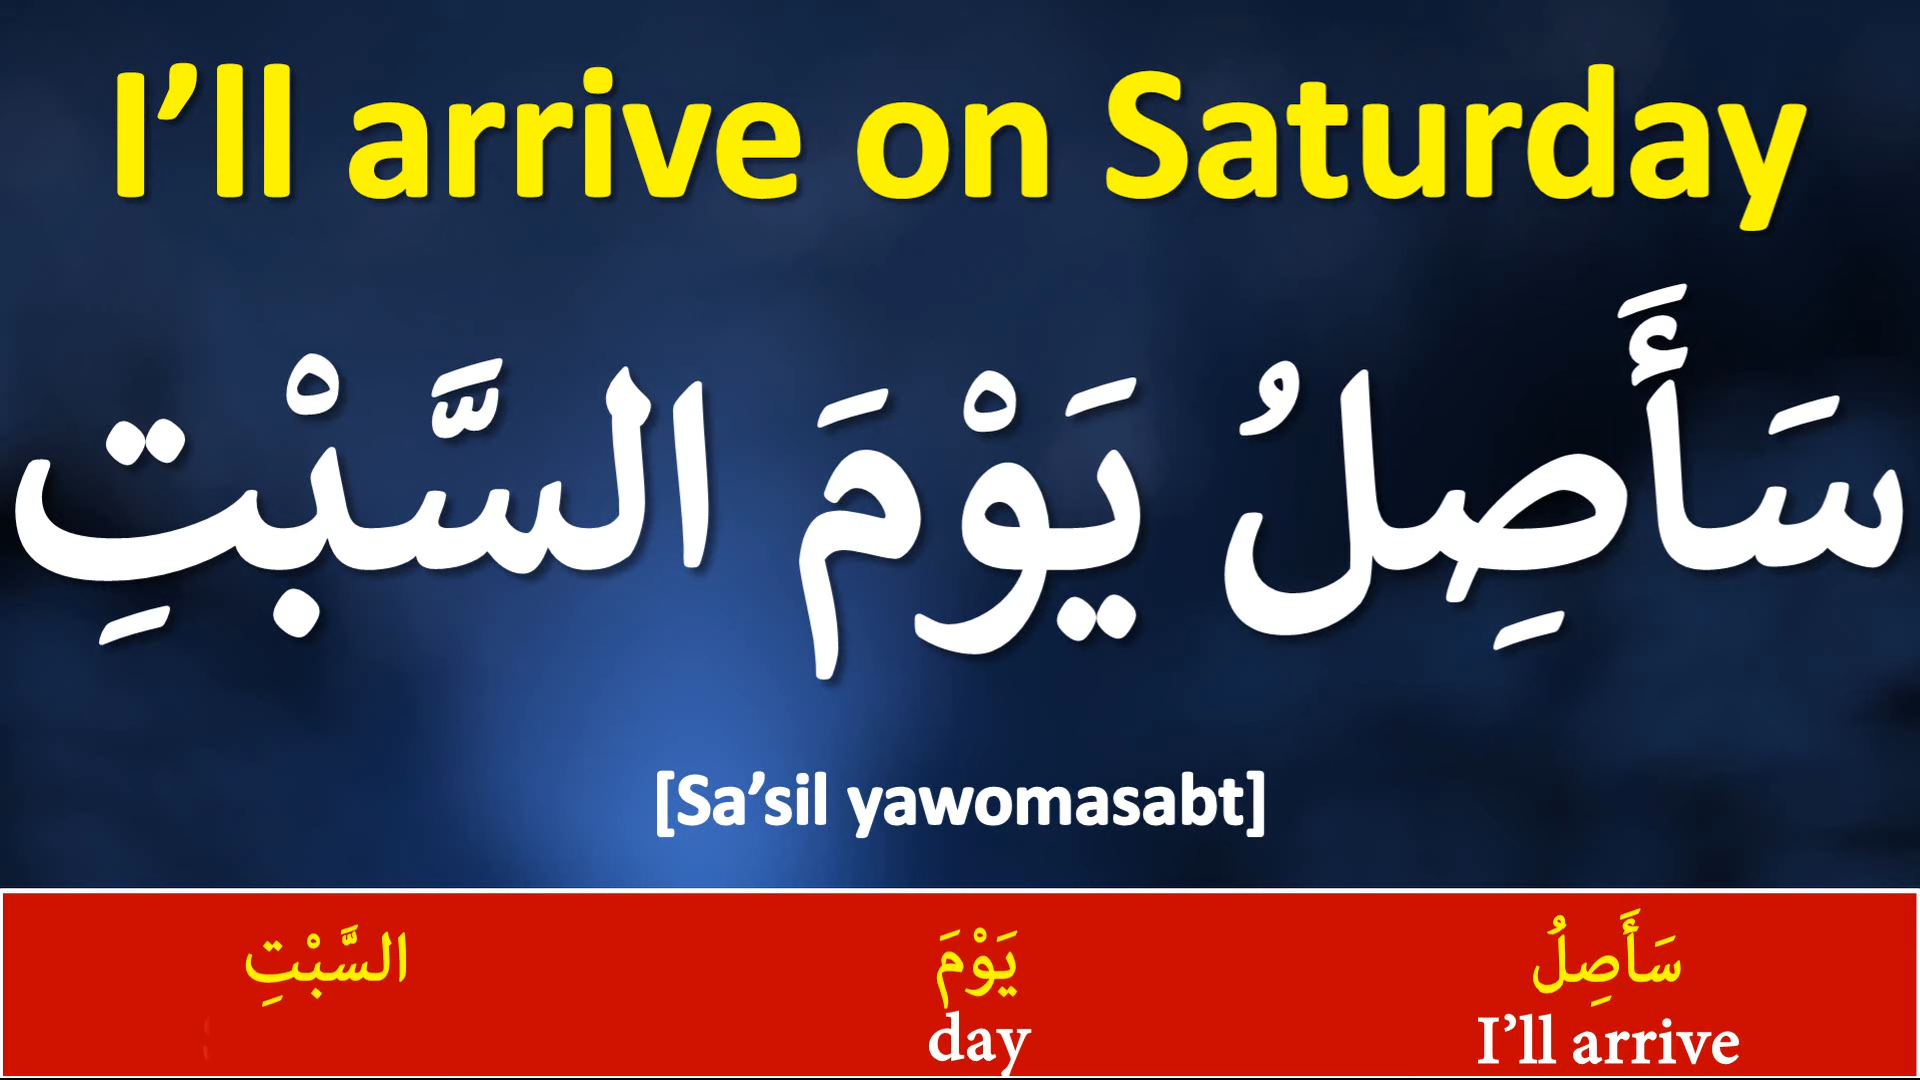 I’ll arrive on Saturday
سَأَصِلُ يَوْمَ السَّبْتِ
[Sa’sil yawomasabt]
سَأَصِلُ يَوْمَ السَّبْتِ
I’ll arrive day